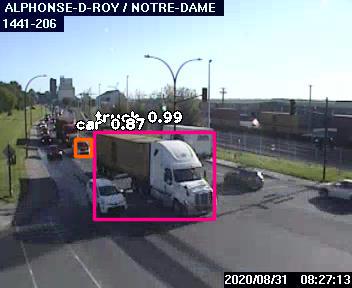 ALPHONSE-D-ROY / NOTRE-DAME
1441-206
truck 0.99
car 0.87
2020/08/31 08:27:13